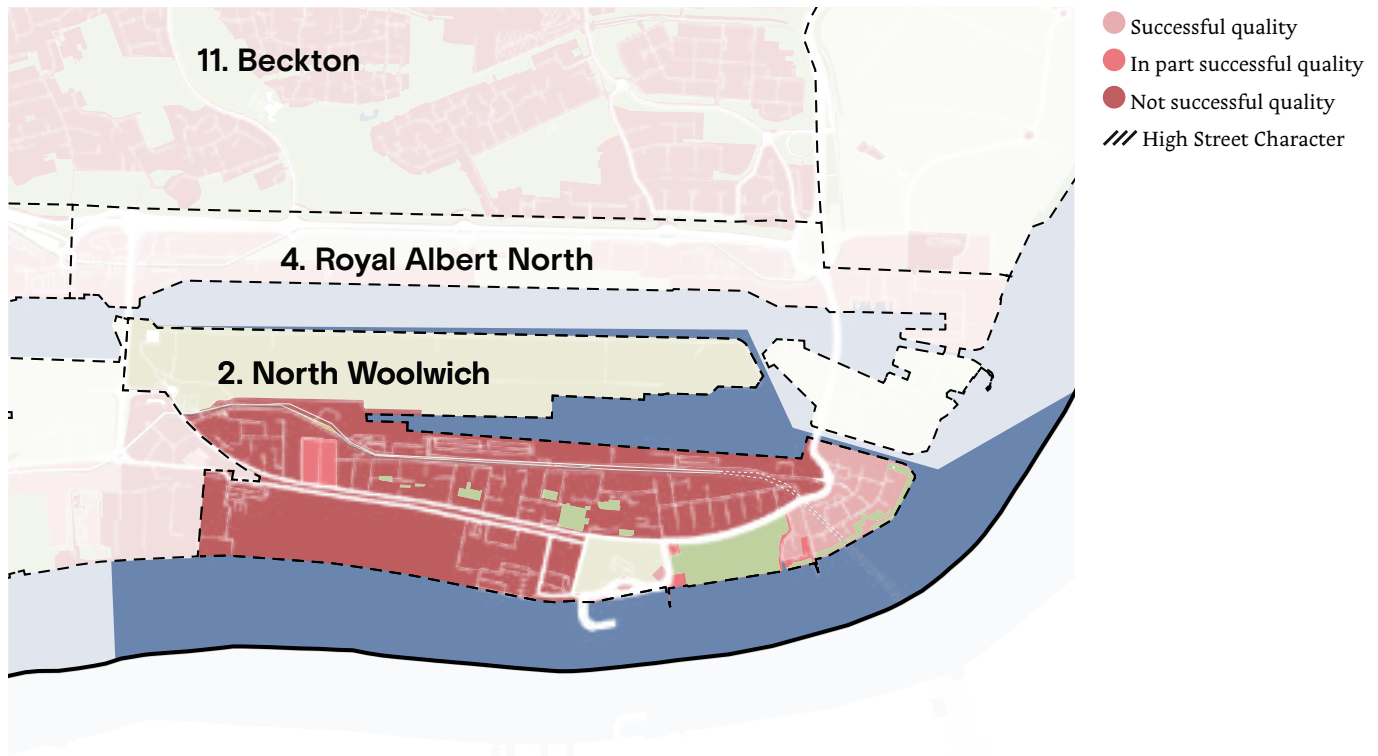 11. Beckton
4. Royal Albert North
2. North Woolwich
Successful quality
In part successful quality
Not successful quality
High Street Character